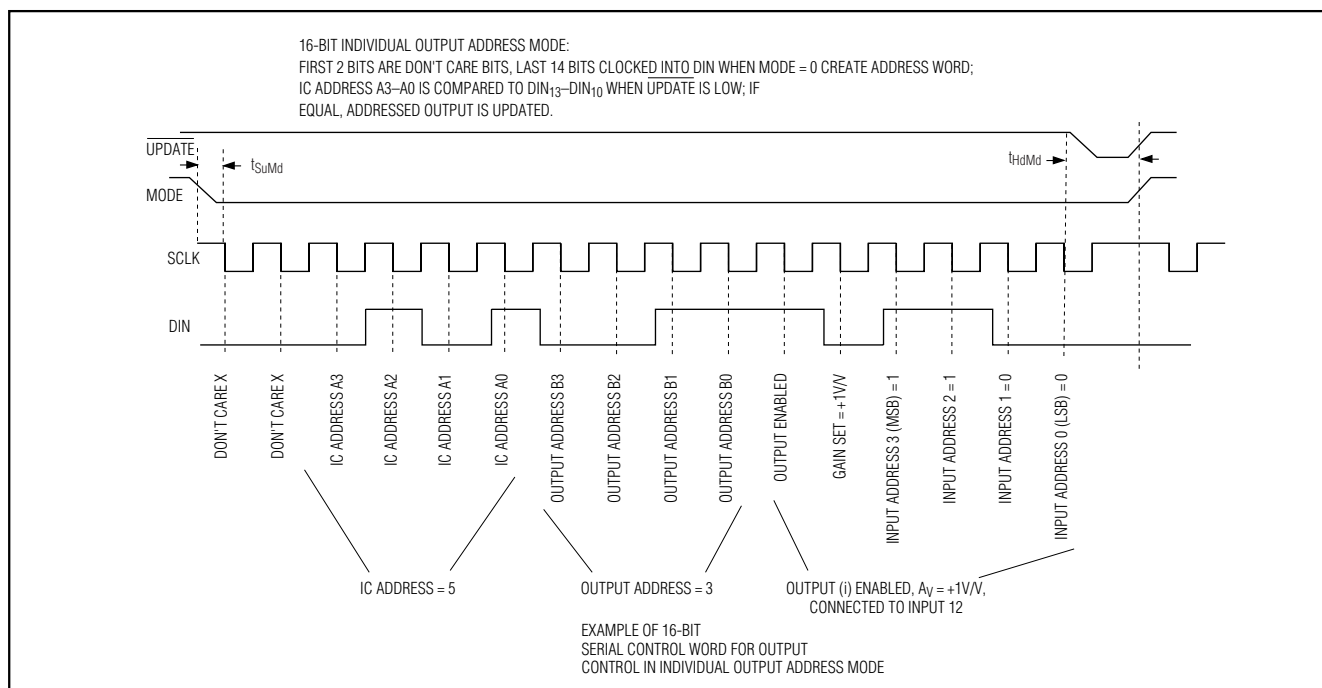 16-BIT INDIVIDUAL OUTPUT ADDRESS MODE:
FIRST 2 BITS ARE DON'T CARE BITS, LAST 14 BITS CLOCKED INTO DIN WHEN MODE = 0 CREATE ADDRESS WORD;
IC ADDRESS A3–A0 IS COMPARED TO DIN13–DIN10 WHEN UPDATE IS LOW; IF
EQUAL, ADDRESSED OUTPUT IS UPDATED.
UPDATE
tSuMd
tHdMd
MODE
SCLK
DIN
DON'T CARE X
DON'T CARE X
IC ADDRESS A3
IC ADDRESS A2
IC ADDRESS A1
IC ADDRESS A0
OUTPUT ADDRESS B3
OUTPUT ADDRESS B2
OUTPUT ADDRESS B1
OUTPUT ADDRESS B0
OUTPUT ENABLED
GAIN SET = +1V/V
INPUT ADDRESS 3 (MSB) = 1
INPUT ADDRESS 2 = 1
INPUT ADDRESS 1 = 0
INPUT ADDRESS 0 (LSB) = 0
IC ADDRESS = 5
OUTPUT ADDRESS = 3
OUTPUT (i) ENABLED, AV = +1V/V,
CONNECTED TO INPUT 12
EXAMPLE OF 16-BIT
SERIAL CONTROL WORD FOR OUTPUT
CONTROL IN INDIVIDUAL OUTPUT ADDRESS MODE